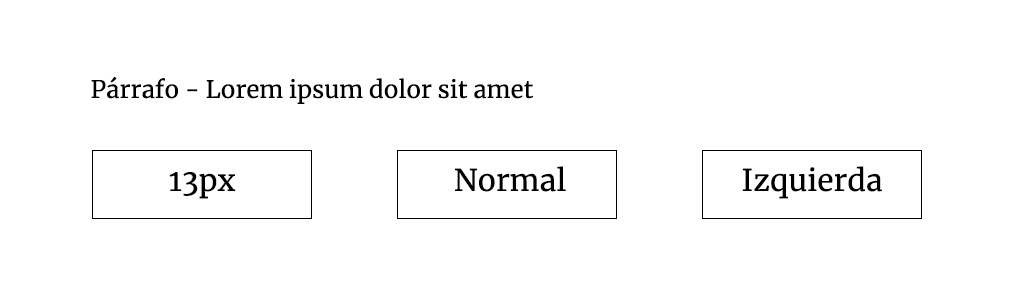 Párrafo - Lorem ipsum dolor sit amet
13px Normal Izquierda